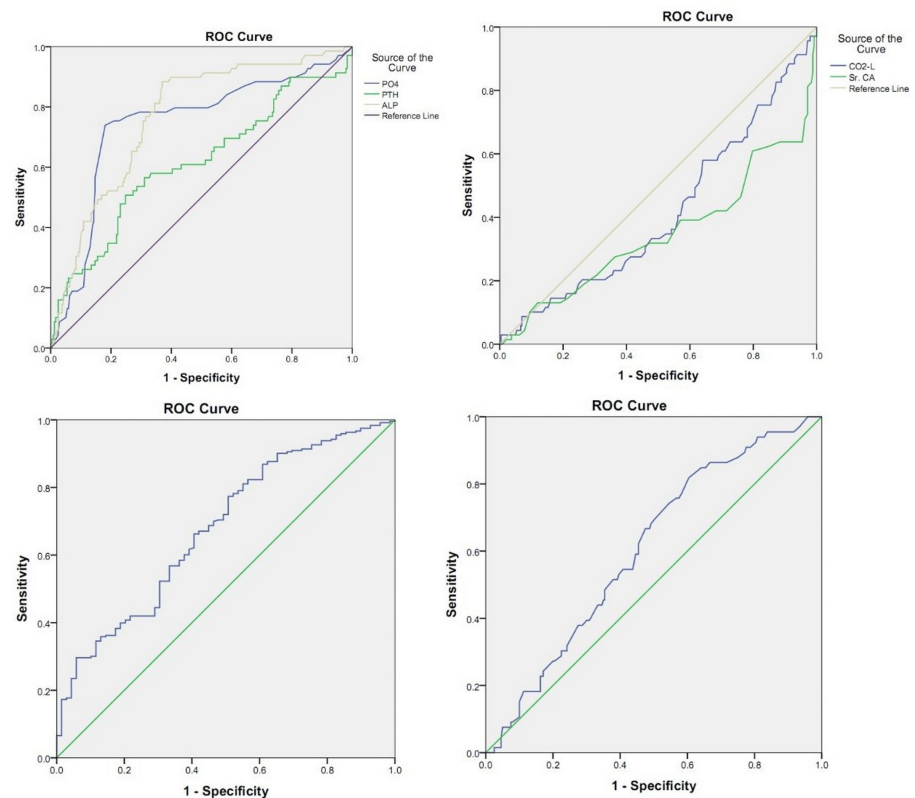 ROC Curve
Source of the
Curve
PO4
PTH
ALP
Reference Line
1.0
0.8
0.6
0.4
0.2
0.0
Sensitivity
0.0 0.2 0.4 0.6 0.8 1.0
1 - Specificity
ROC Curve
Source of the
Curve
CO2-L
Sr. CA
Reference Line
1.0
0.8
0.6
0.4
0.2
0.0
Sensitivity
0.0 0.2 0.4 0.6 0.8 1.0
1 - Specificity
ROC Curve
1.0
0.8
0.6
0.4
0.2
0.0
Sensitivity
0.0 0.2 0.4 0.6 0.8 1.0
1 - Specificity
ROC Curve
1.0
0.8
0.6
0.4
0.2
0.0
Sensitivity
0.0 0.2 0.4 0.6 0.8 1.0
1 - Specificity